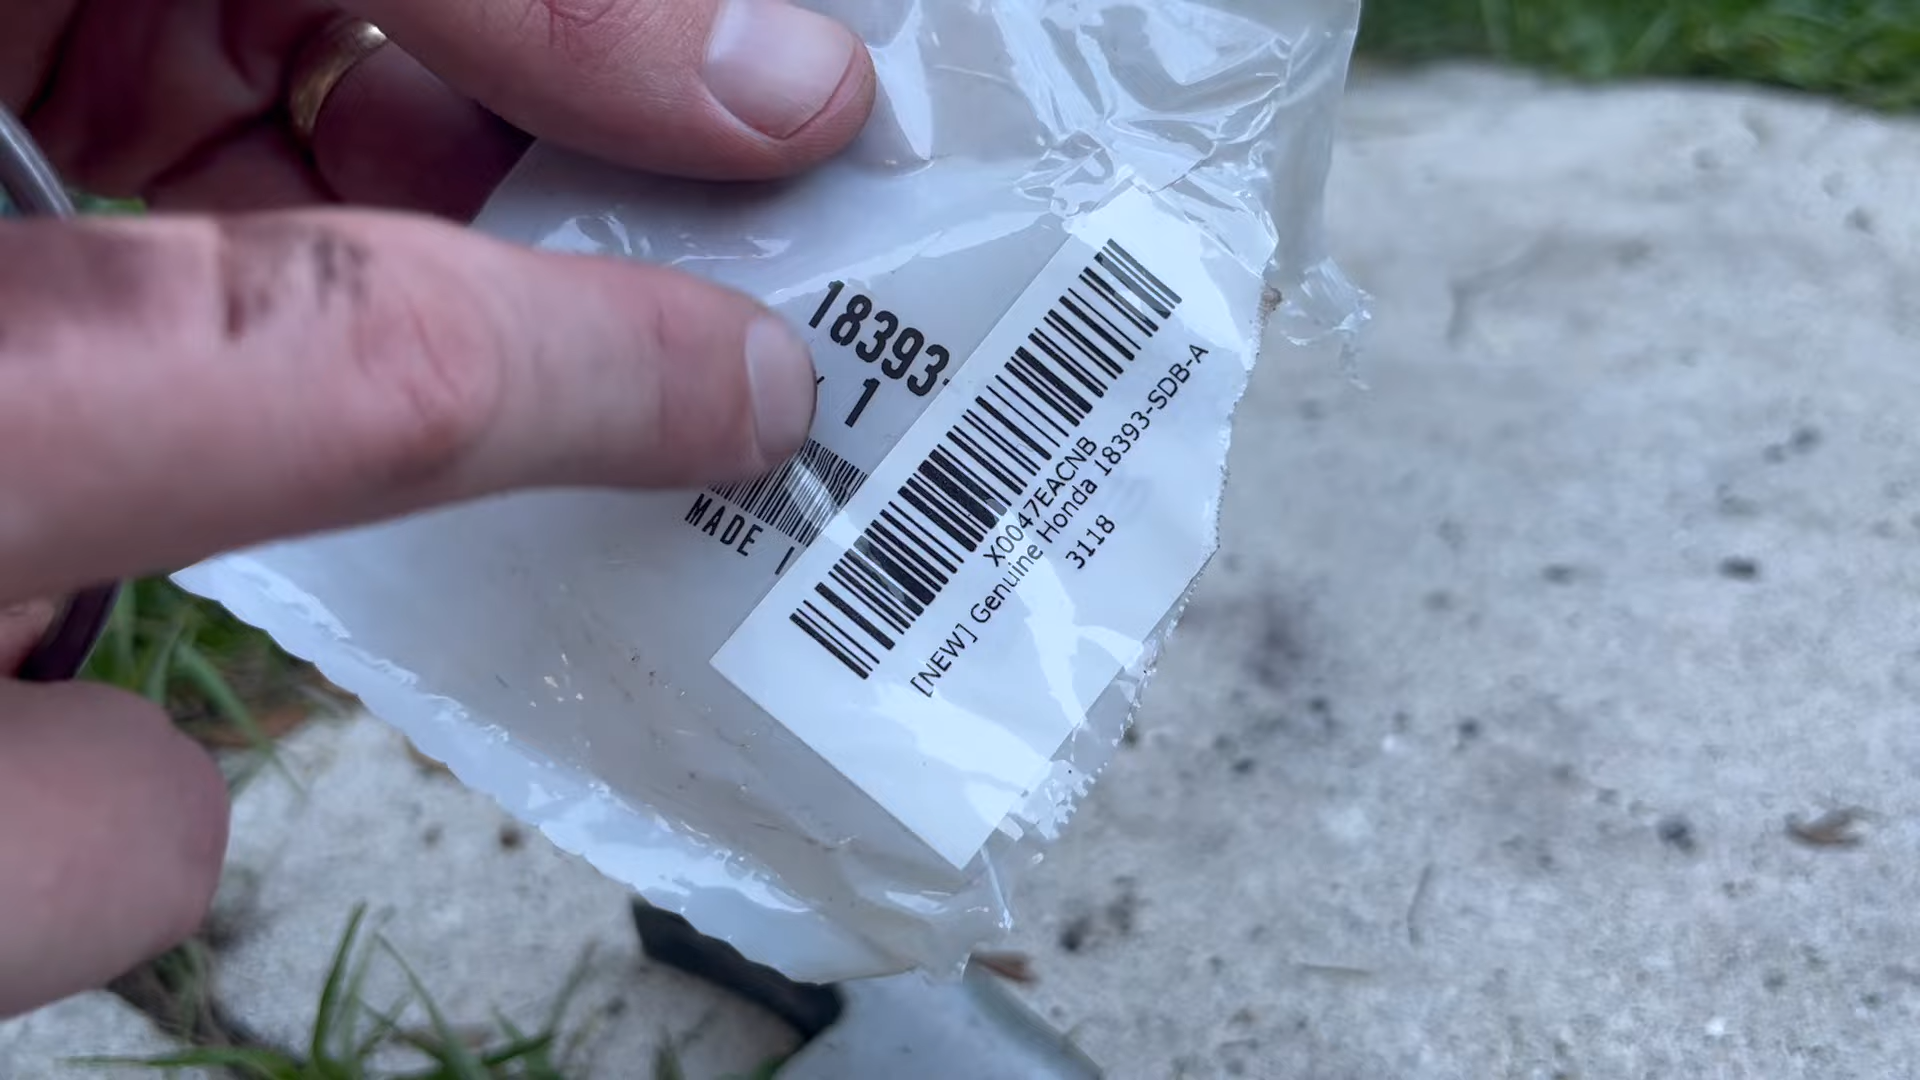 18393-
1
MADE I
X0047EACNB
[NEW] Genuine Honda 18393-SDB-A
3118